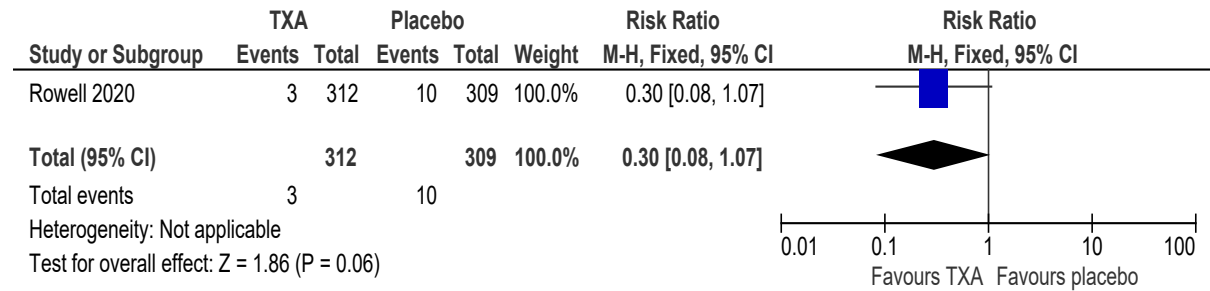 TXA Placebo Risk Ratio Risk Ratio
Study or Subgroup Events Total Events Total Weight M-H, Fixed, 95% CI M-H, Fixed, 95% CI
Rowell 2020 3 312 10 309 100.0% 0.30 [0.08, 1.07]
Total (95% CI) 312 309 100.0% 0.30 [0.08, 1.07]
Total events 3 10
Heterogeneity: Not applicable
Test for overall effect: Z = 1.86 (P = 0.06)
0.01 0.1 1 10 100
Favours TXA Favours placebo